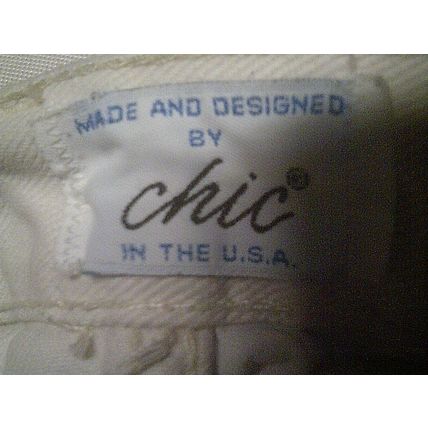 MADE AND DESIGNED
BY
chic®
IN THE U.S.A.